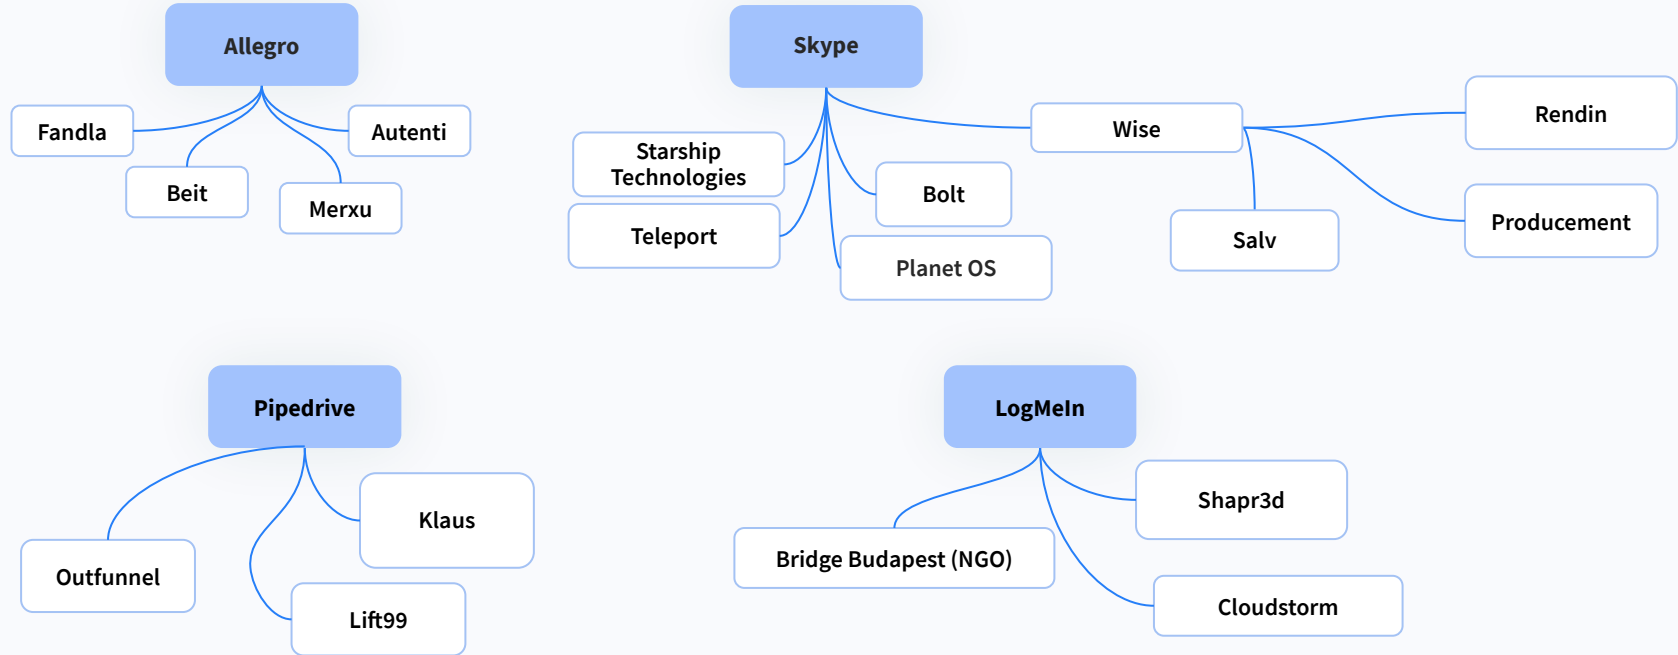 Allegro
Fandla
Autenti
Beit
Merxu
Skype
Starship
Technologies
Teleport
Bolt
Planet OS
Wise
Rendin
Salv
Producement
Pipedrive
Klaus
Outfunnel
Lift99
LogMeIn
Shapr3d
Bridge Budapest (NGO)
Cloudstorm